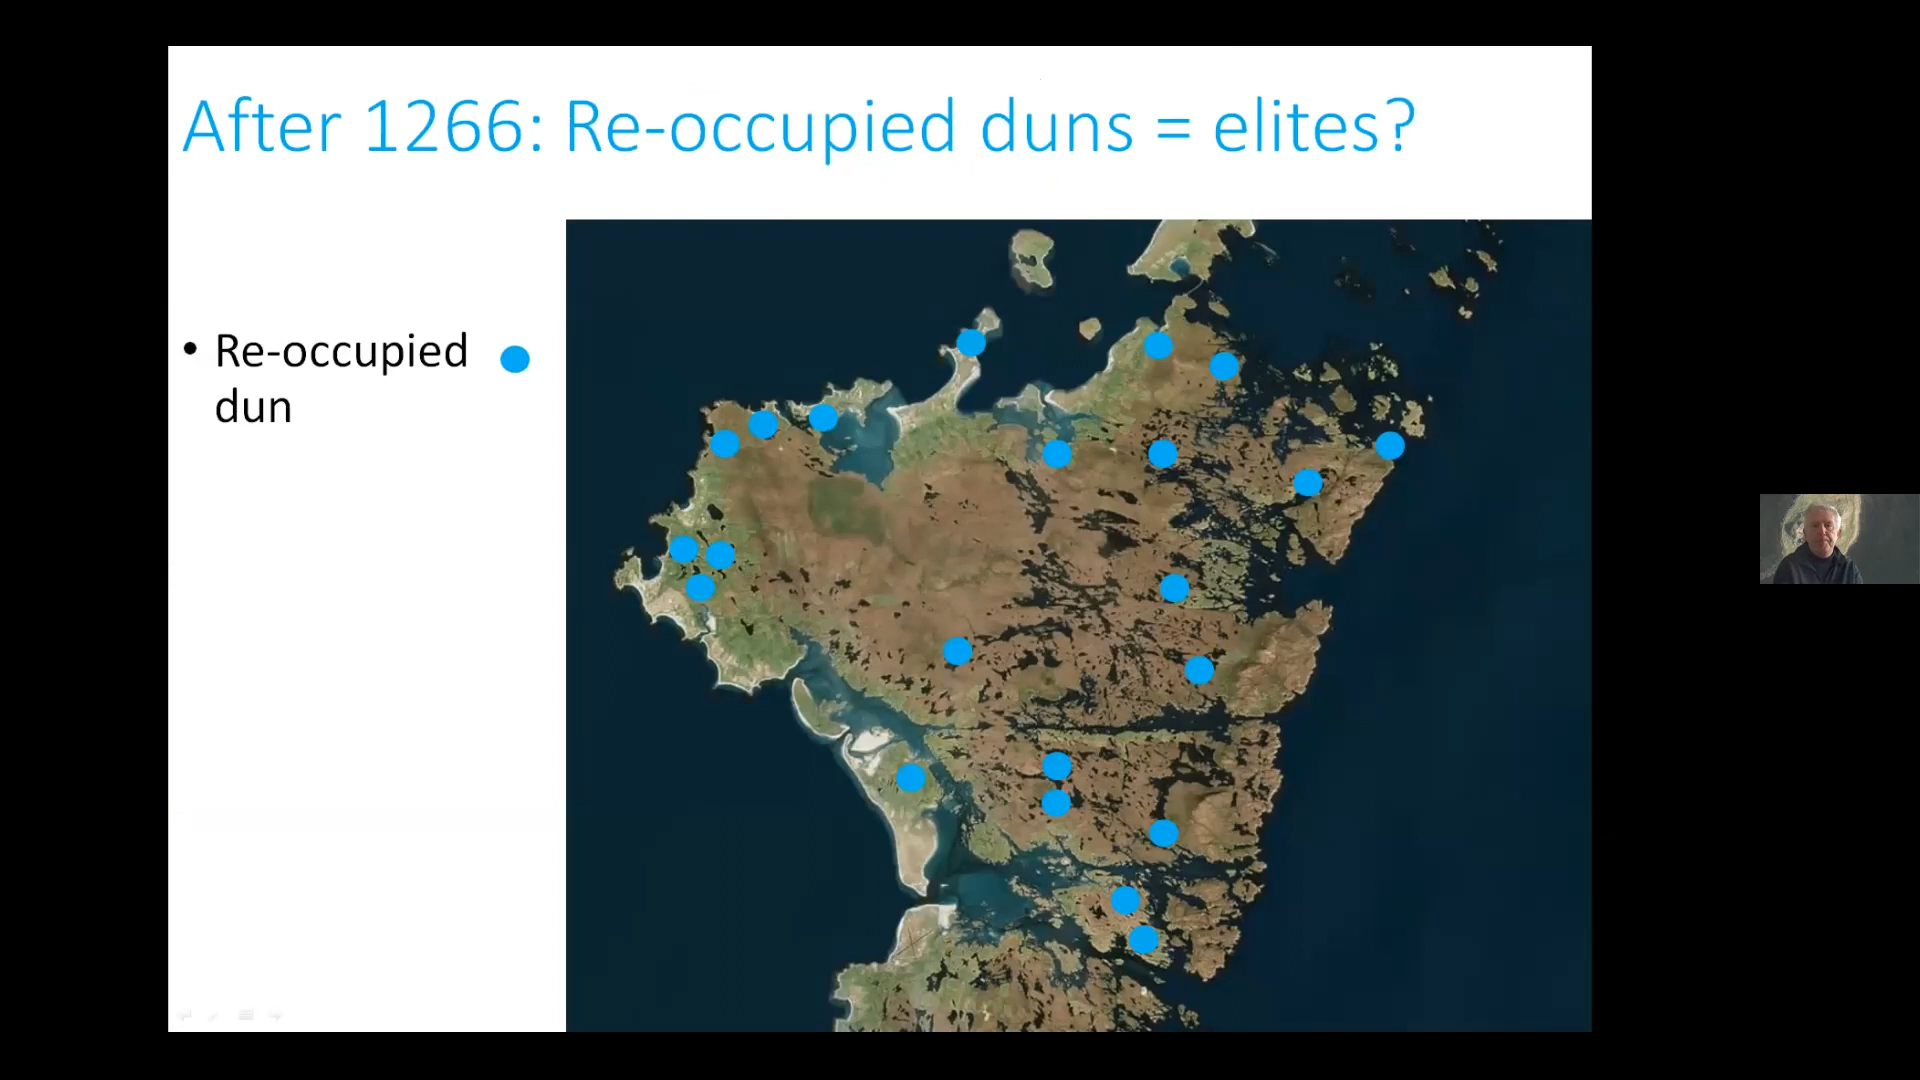 After 1266: Re-occupied duns = elites?
• Re-occupied
dun